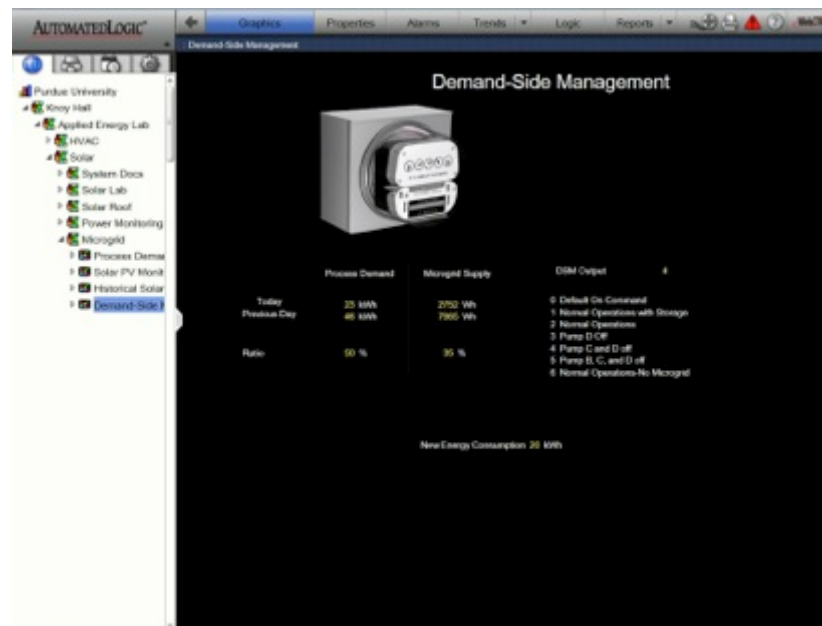 AUTOMATEDLOGIC
Graphics Properties Alarms Trends Logic Reports
Demand-Side Management
Purdue University
Knoy Hall
Applied Energy Lab
HVAC
Solar
System Docs
Solar Lab
Solar Roof
Power Monitoring
Microgrid
Process Deman
Solar PV Monit
Historical Solar
Demand-Side M
Demand-Side Management
Process Demand Microgrid Supply DSM Output 4
Today 23 kWh 2752 Wh
Previous Day 46 kWh Wh
Ratio 50 % 35 %
0 Default On Command
1 Normal Operations with Storage
2 Normal Operations
3 Pump D Off
4 Pump C and D off
5 Pump B, C, and D off
6 Normal Operations-No Microgrid
New Energy Consumption 20 kWh